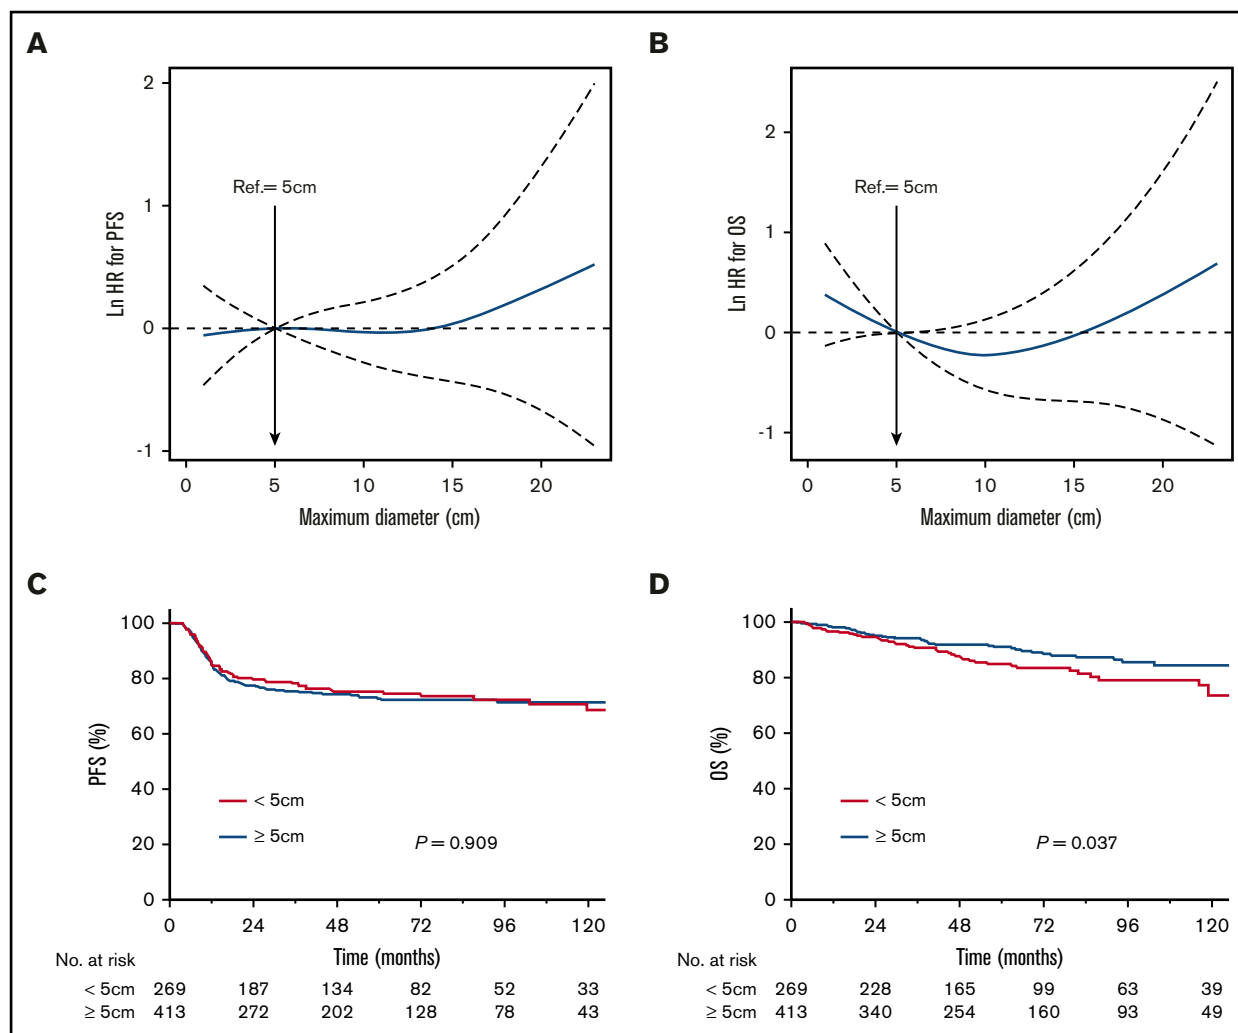 A
2
1
0
-1
Ln HR for PFS
Ref.= 5cm
0 5 10 15 20
Maximum diameter (cm)
B
2
1
0
-1
Ln HR for OS
Ref.= 5cm
0 5 10 15 20
Maximum diameter (cm)
C
100
80
60
40
20
0
PFS (%)
< 5cm
≥ 5cm
P = 0.909
0 24 48 72 96 120
Time (months)
No. at risk
< 5cm 269 187 134 82 52 33
≥ 5cm 413 272 202 128 78 43
D
100
80
60
40
20
0
OS (%)
< 5cm
≥ 5cm
P = 0.037
0 24 48 72 96 120
Time (months)
No. at risk
< 5cm 269 228 165 99 63 39
≥ 5cm 413 340 254 160 93 49